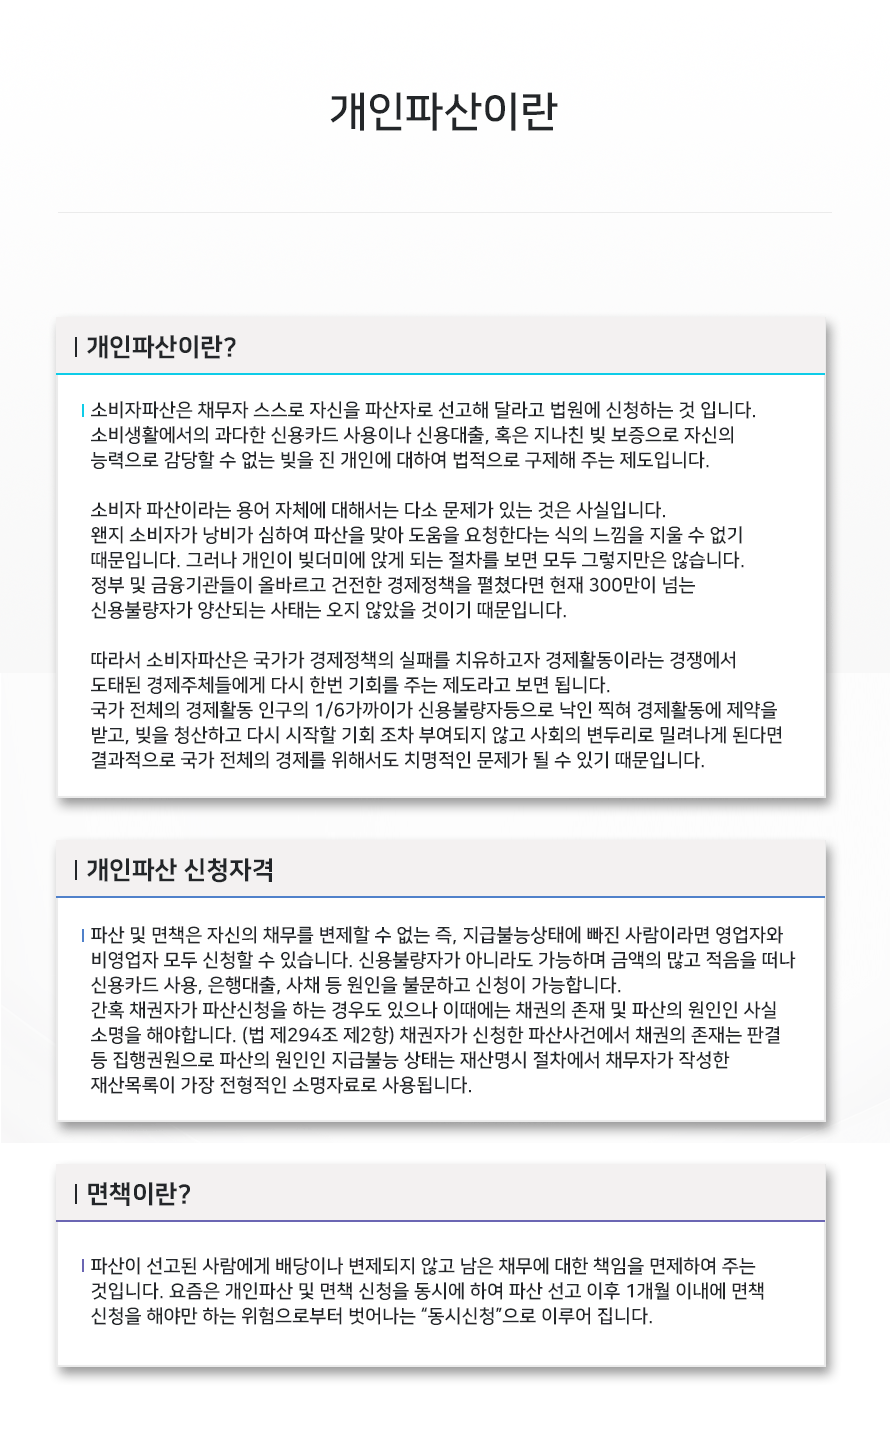 개인파산이란
개인파산이란?
소비자파산은 채무자 스스로 자신을 파산자로 선고해 달라고 법원에 신청하는 것 입니다.
소비생활에서의 과다한 신용카드 사용이나 신용대출, 혹은 지나친 빚 보증으로 자신의
능력으로 감당할 수 없는 빚을 진 개인에 대하여 법적으로 구제해 주는 제도입니다.
소비자 파산이라는 용어 자체에 대해서는 다소 문제가 있는 것은 사실입니다.
왠지 소비자가 낭비가 심하여 파산을 맞아 도움을 요청한다는 식의 느낌을 지울 수 없기
때문입니다. 그러나 개인이 빚더미에 앉게 되는 절차를 보면 모두 그렇지만은 않습니다.
정부 및 금융기관들이 올바르고 건전한 경제정책을 펼쳤다면 현재 300만이 넘는
신용불량자가 양산되는 사태는 오지 않았을 것이기 때문입니다.
따라서 소비자파산은 국가가 경제정책의 실패를 치유하고자 경제활동이라는 경쟁에서
도태된 경제주체들에게 다시 한번 기회를 주는 제도라고 보면 됩니다.
국가 전체의 경제활동 인구의 1/6가까이가 신용불량자등으로 낙인 찍혀 경제활동에 제약을
받고, 빚을 청산하고 다시 시작할 기회 조차 부여되지 않고 사회의 변두리로 밀려나게 된다면
결과적으로 국가 전체의 경제를 위해서도 치명적인 문제가 될 수 있기 때문입니다.
개인파산 신청자격
파산 및 면책은 자신의 채무를 변제할 수 없는 즉, 지급불능상태에 빠진 사람이라면 영업자와
비영업자 모두 신청할 수 있습니다. 신용불량자가 아니라도 가능하며 금액의 많고 적음을 떠나
신용카드 사용, 은행대출, 사채 등 원인을 불문하고 신청이 가능합니다.
간혹 채권자가 파산신청을 하는 경우도 있으나 이때에는 채권의 존재 및 파산의 원인인 사실
소명을 해야합니다. (법 제294조 제2항) 채권자가 신청한 파산사건에서 채권의 존재는 판결
등 집행권원으로 파산의 원인인 지급불능 상태는 재산명시 절차에서 채무자가 작성한
재산목록이 가장 전형적인 소명자료로 사용됩니다.
면책이란?
파산이 선고된 사람에게 배당이나 변제되지 않고 남은 채무에 대한 책임을 면제하여 주는
것입니다. 요즘은 개인파산 및 면책 신청을 동시에 하여 파산 선고 이후 1개월 이내에 면책
신청을 해야만 하는 위험으로부터 벗어나는 “동시신청”으로 이루어 집니다.